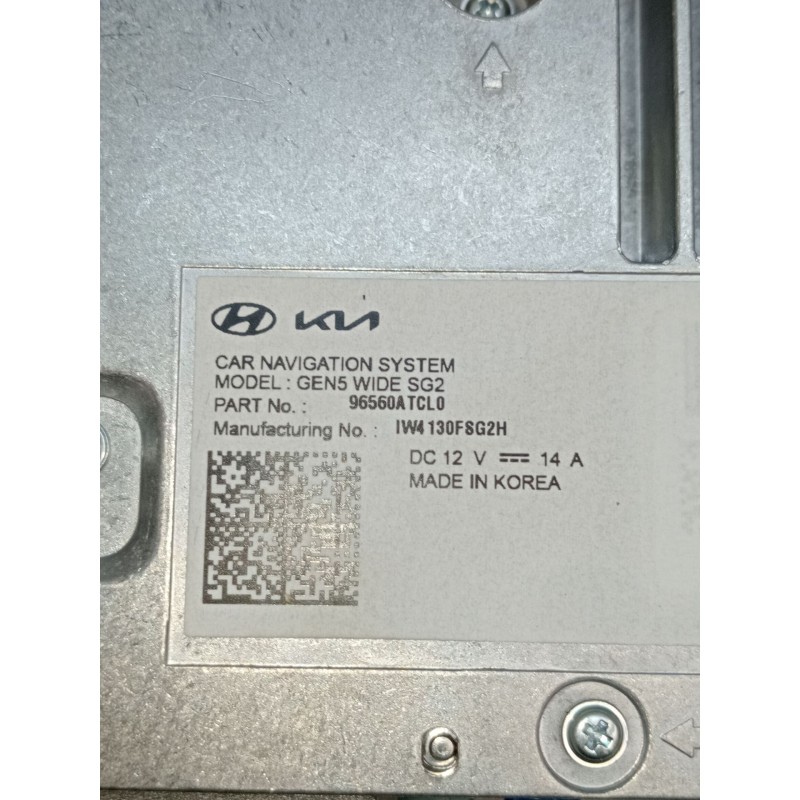 KIA
CAR NAVIGATION SYSTEM
MODEL : GEN5 WIDE SG2
PART No. : 96560ATCL0
Manufacturing No. : IW4130FSG2H
DC 12 V ⎓ 14 A
MADE IN KOREA